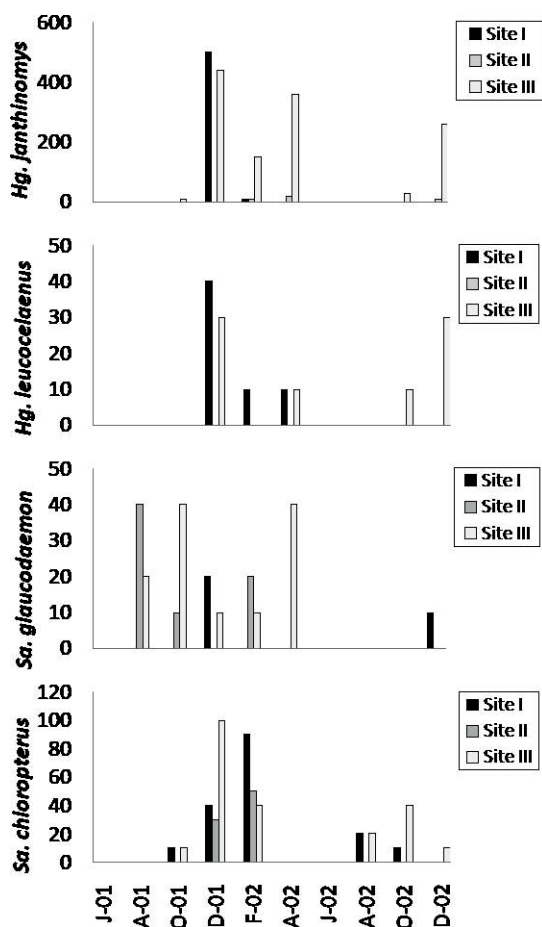 600
400
200
0
Hg. janthinomys
Site I
Site II
Site III
50
40
30
20
10
0
Hg. leucocelaenus
Site I
Site II
Site III
50
40
30
20
10
0
Sa. glaucodaemon
Site I
Site II
Site III
120
100
80
60
40
20
0
Sa. chloropterus
Site I
Site II
Site III
J-01
A-01
O-01
D-01
F-02
A-02
J-02
A-02
O-02
D-02